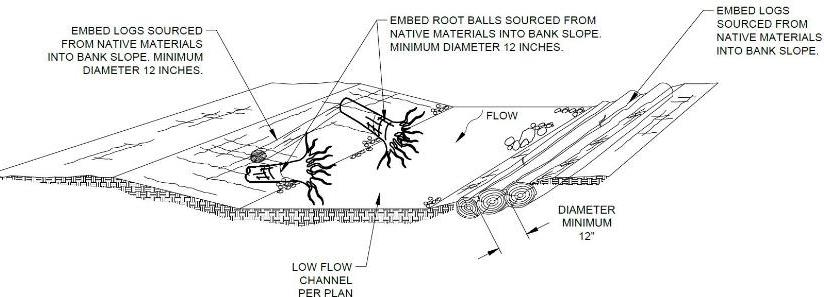 EMBED LOGS SOURCED
FROM NATIVE MATERIALS
INTO BANK SLOPE. MINIMUM
DIAMETER 12 INCHES.
EMBED ROOT BALLS SOURCED FROM
NATIVE MATERIALS INTO BANK SLOPE.
MINIMUM DIAMETER 12 INCHES.
EMBED LOGS
SOURCED FROM
NATIVE MATERIALS
INTO BANK SLOPE.
FLOW
DIAMETER
MINIMUM
12"
LOW FLOW
CHANNEL
PER PLAN